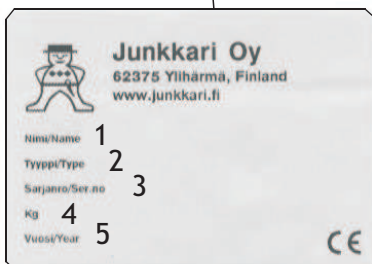 Junkkari Oy
62375 Ylihärmä, Finland
www.junkkari.fi
Nimi/Name 1
Tyyppi/Type 2
Sarjanro/Ser.no 3
Kg 4
Vuosi/Year 5
CE